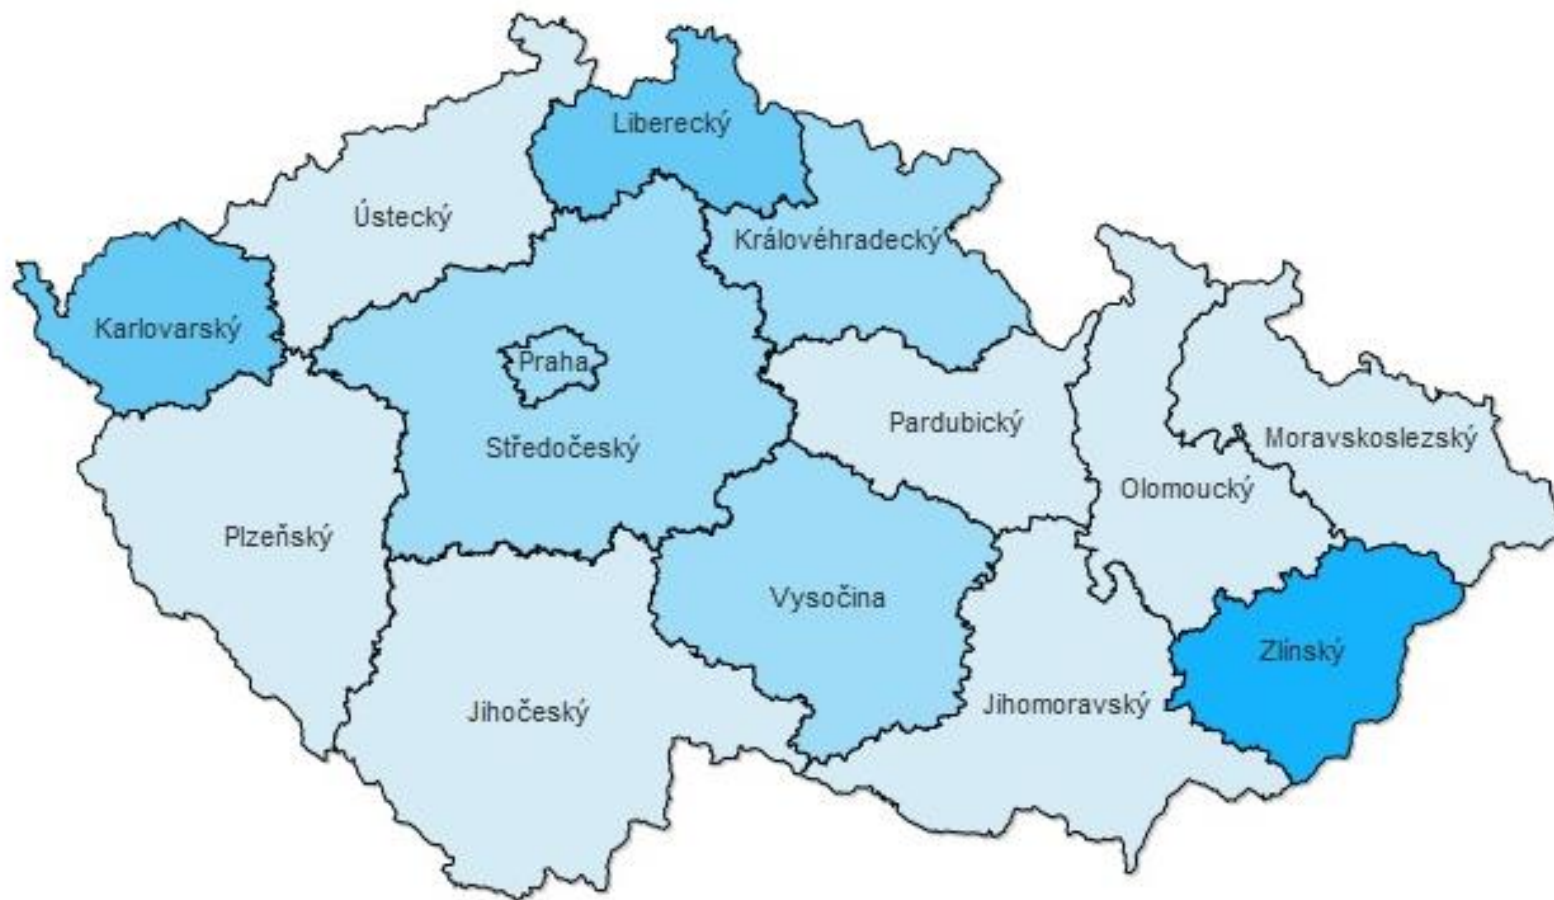 Liberecký
Ústecký
Královéhradecký
Karlovarský
Praha
Pardubický
Moravskoslezský
Středočeský
Olomoucký
Plzeňský
Vysočina
Zlínský
Jihomoravský
Jihočeský